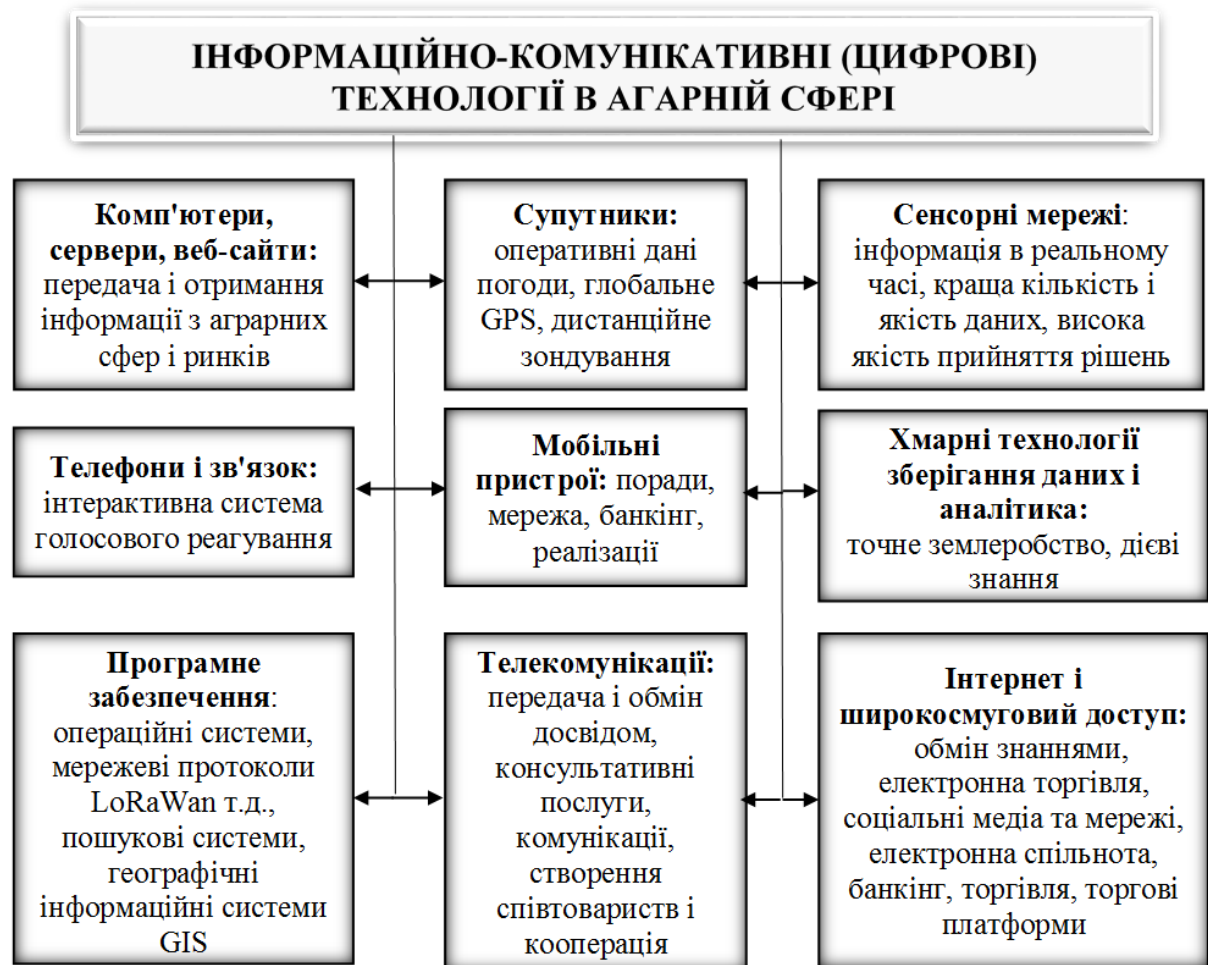 ІНФОРМАЦІЙНО-КОМУНІКАТИВНІ (ЦИФРОВІ)
ТЕХНОЛОГІЇ В АГАРНІЙ СФЕРІ
Комп'ютери,
сервери, веб-сайти:
передача і отримання
інформації з аграрних
сфер і ринків
Супутники:
оперативні дані
погоди, глобальне
GPS, дистанційне
зондування
Сенсорні мережі:
інформація в реальному
часі, краща кількість і
якість даних, висока
якість прийняття рішень
Телефони і зв'язок:
інтерактивна система
голосового реагування
Мобільні
пристрої: поради,
мережа, банкінг,
реалізації
Хмарні технології
зберігання даних і
аналітика:
точне землеробство, дієві
знання
Програмне
забезпечення:
операційні системи,
мережеві протоколи
LoRaWan т.д.,
пошукові системи,
географічні
інформаційні системи
GIS
Телекомунікації:
передача і обмін
досвідом,
консультативні
послуги,
комунікації,
створення
співтовариств і
кооперація
Інтернет і
широкосмуговий доступ:
обмін знаннями,
електронна торгівля,
соціальні медіа та мережі,
електронна спільнота,
банкінг, торгівля, торгові
платформи